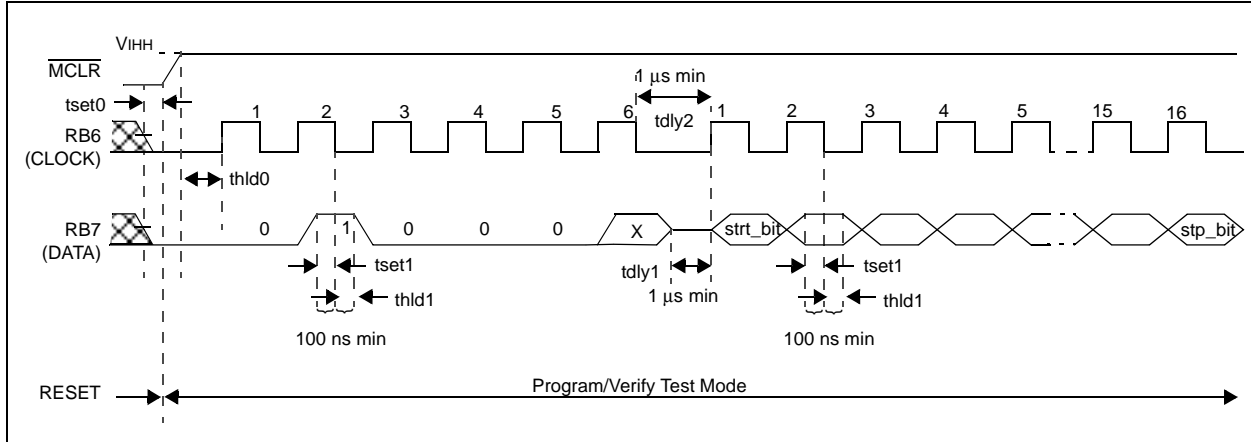 VIHH
MCLR
1 μs min
tset0
1 2 3 4 5 6 tdly2 1 2 3 4 5 15 16
RB6
(CLOCK)
thld0
RB7
(DATA)
0 1 0 0 0 X strt_bit stp_bit
tset1 tdly1 tset1
thld1 1 μs min thld1
100 ns min 100 ns min
RESET Program/Verify Test Mode